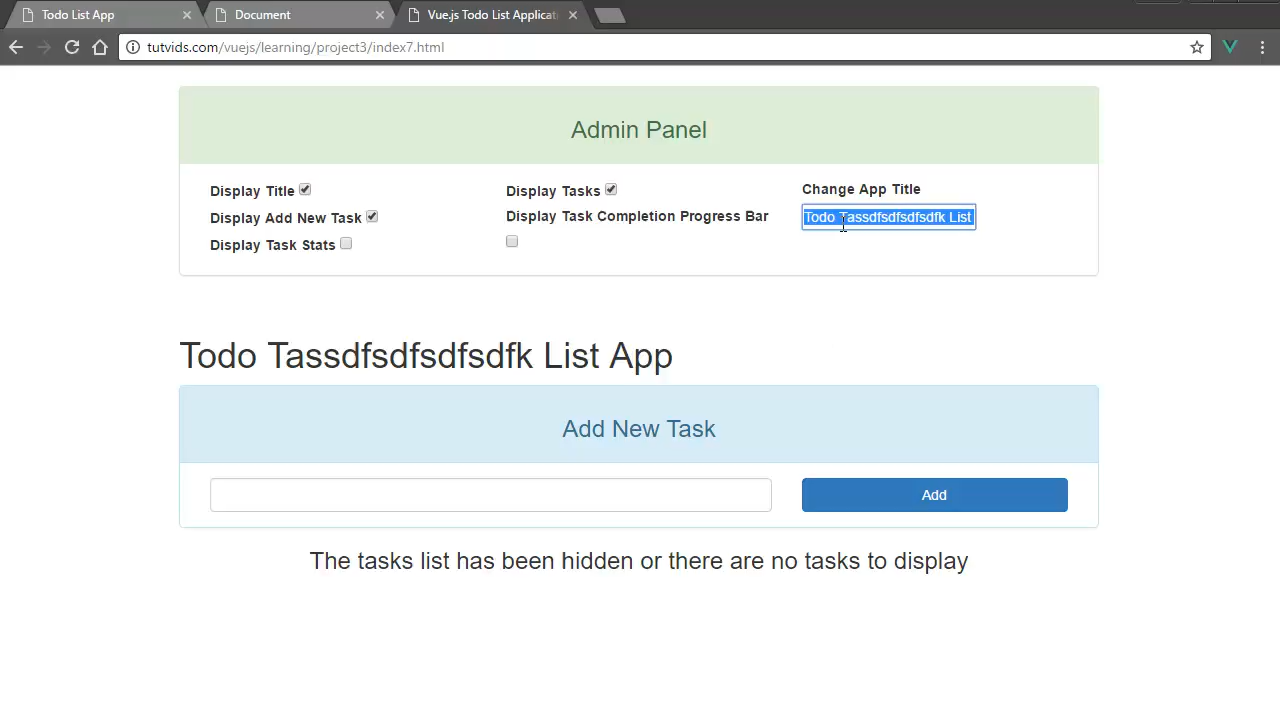 Todo List App
Document
Vue.js Todo List Applicat
tutvids.com/vuejs/learning/project3/index7.html
Admin Panel
Display Title
Display Add New Task
Display Task Stats
Display Tasks
Display Task Completion Progress Bar
Change App Title
Todo Tassdfsdfsdfsdfk List
Todo Tassdfsdfsdfsdfk List App
Add New Task
Add
The tasks list has been hidden or there are no tasks to display